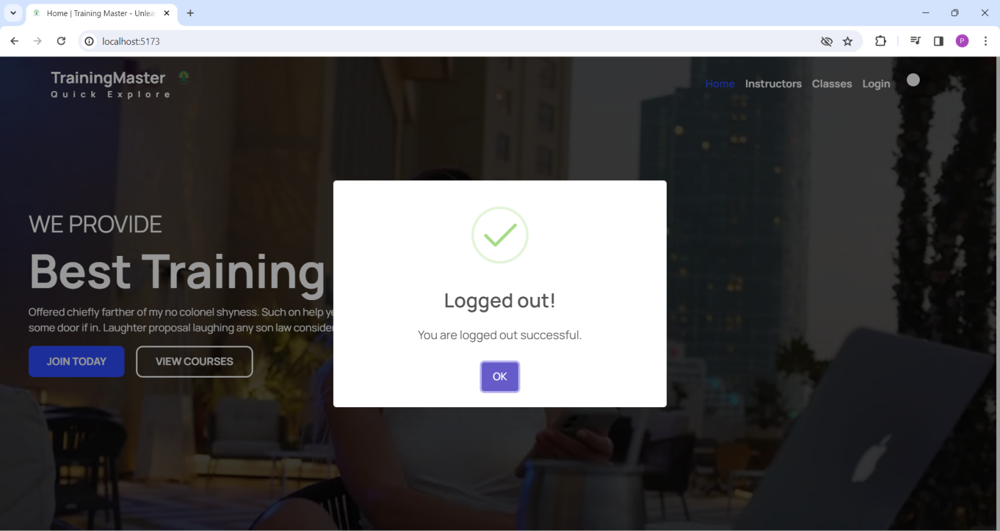 Home | Training Master - Unlea
localhost:5173
P
TrainingMaster
Quick Explore
Home Instructors Classes Login
WE PROVIDE
Best Training
Offered chiefly farther of my no colonel shyness. Such on help
some door if in. Laughter proposal laughing any son law
JOIN TODAY VIEW COURSES
Logged out!
You are logged out successful.
OK